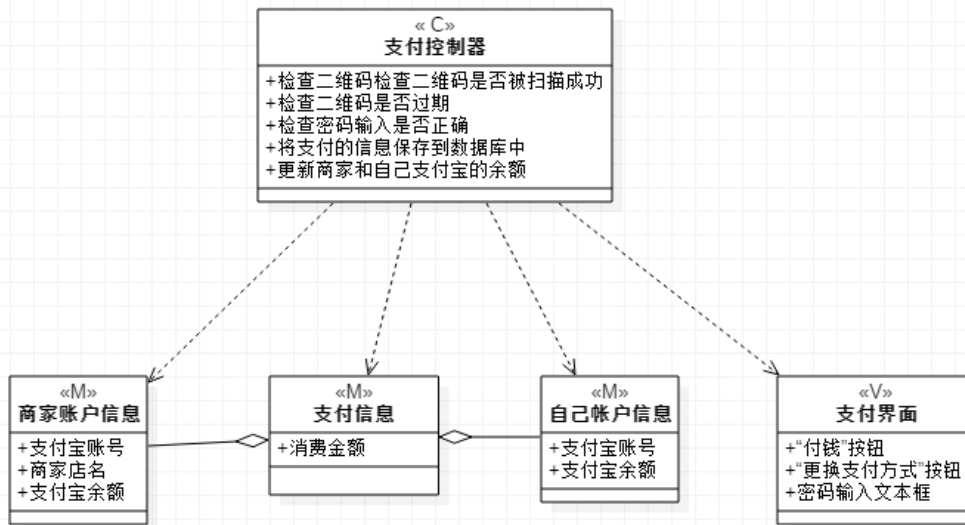 « C»
支付控制器
+检查二维码检查二维码是否被扫描成功
+检查二维码是否过期
+检查密码输入是否正确
+将支付的信息保存到数据库中
+更新商家和自己支付宝的余额
«M»
商家账户信息
+支付宝账号
+商家店名
+支付宝余额
«M»
支付信息
+消费金额
«M»
自己帐户信息
+支付宝账号
+支付宝余额
«V»
支付界面
+“付钱”按钮
+“更换支付方式”按钮
+密码输入文本框